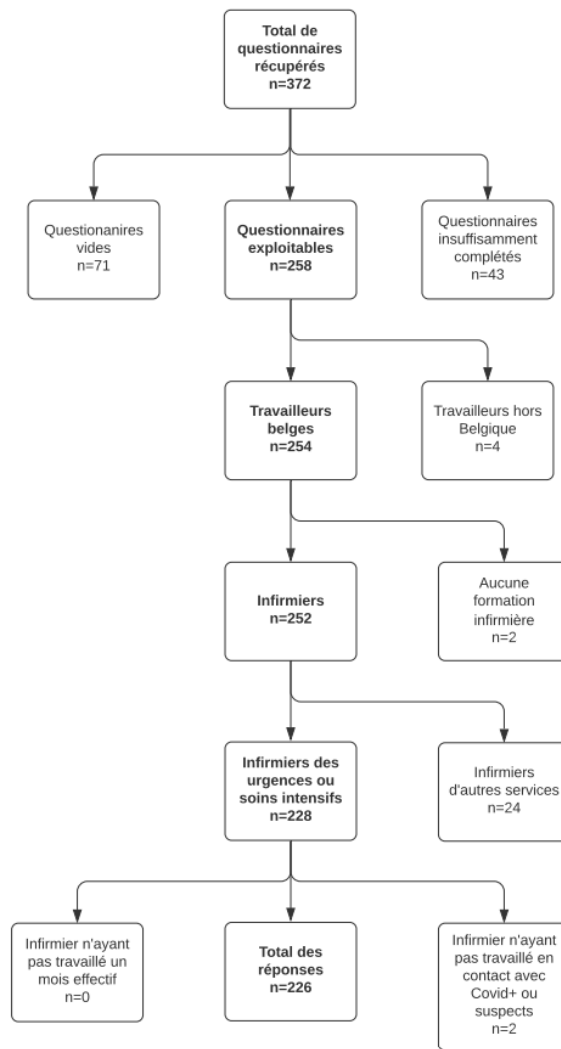 Total de
questionnaires
récupérés
n=372
Questionanires
vides
n=71
Questionnaires
exploitables
n=258
Questionnaires
insuffisamment
complétés
n=43
Travailleurs
belges
n=254
Travailleurs hors
Belgique
n=4
Infirmiers
n=252
Aucune
formation
infirmière
n=2
Infirmiers des
urgences ou
soins intensifs
n=228
Infirmiers
d'autres services
n=24
Infirmier n'ayant
pas travaillé un
mois effectif
n=0
Total des
réponses
n=226
Infirmier n'ayant
pas travaillé en
contact avec
Covid+ ou
suspects
n=2